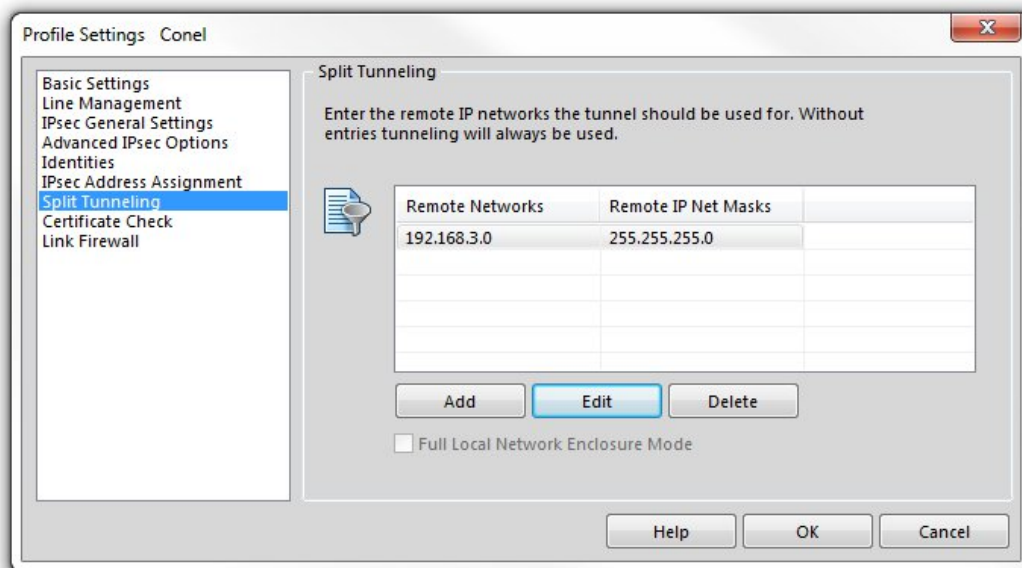 Profile Settings Conel
X
Basic Settings
Line Management
IPsec General Settings
Advanced IPsec Options
Identities
IPsec Address Assignment
Split Tunneling
Certificate Check
Link Firewall
Split Tunneling
Enter the remote IP networks the tunnel should be used for. Without
entries tunneling will always be used.
Remote Networks Remote IP Net Masks
192.168.3.0 255.255.255.0
Add Edit Delete
Full Local Network Enclosure Mode
Help OK Cancel